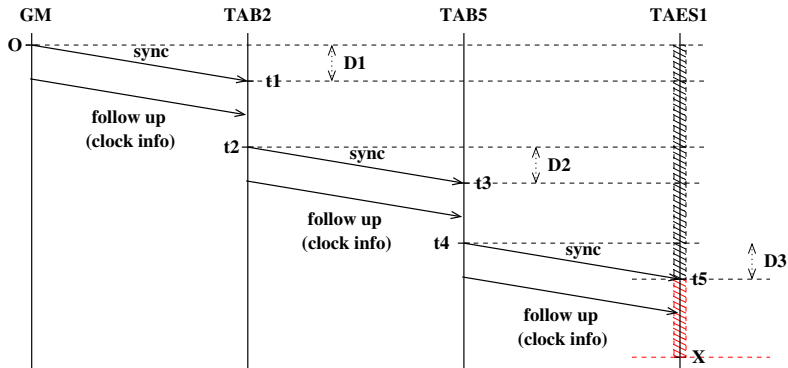 GM TAB2 TAB5 TAES1
O
sync
D1
t1
follow up
(clock info)
t2
sync
D2
t3
follow up
(clock info)
t4
sync
D3
t5
follow up
(clock info)
X